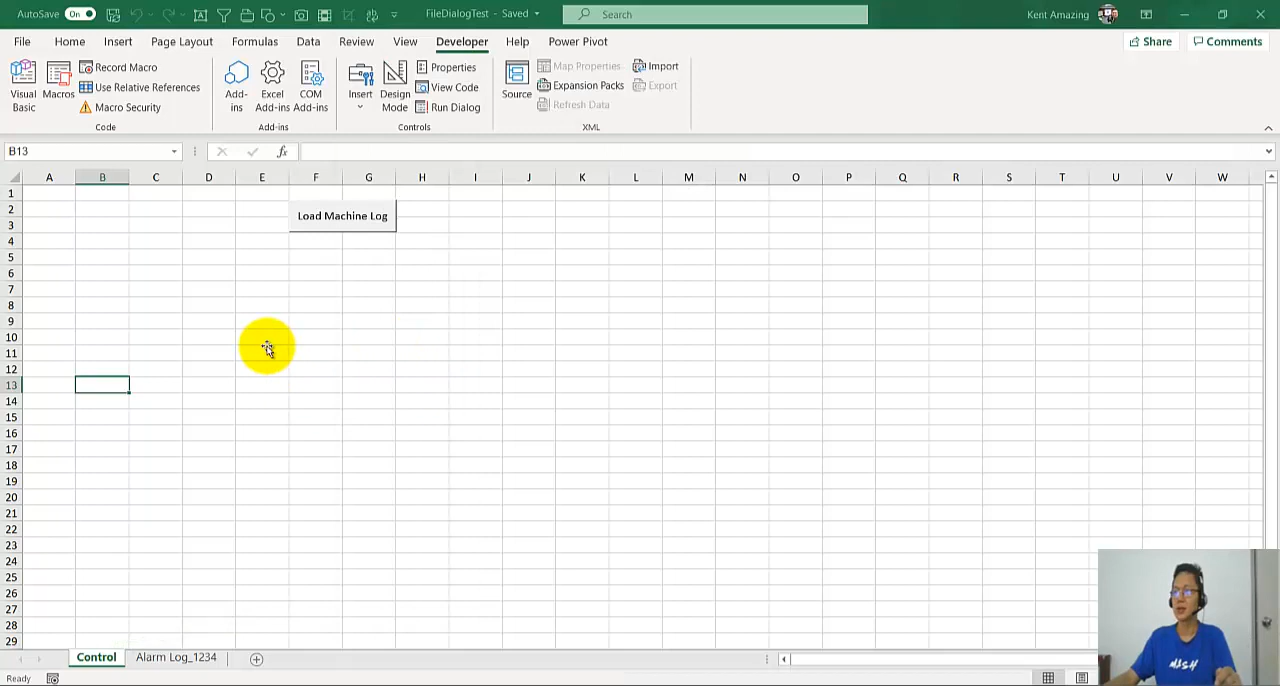 AutoSave On FileDialogTest - Saved Search Kent Amazing
File Home Insert Page Layout Formulas Data Review View Developer Help Power Pivot Share Comments
Visual Basic
Macros
Record Macro
Use Relative References
Macro Security
Code
Add-ins
Excel Add-ins
COM Add-ins
Add-ins
Insert
Design Mode
Properties
View Code
Run Dialog
Controls
Source
Map Properties
Expansion Packs
Refresh Data
Import
Export
XML
B13 fx
A B C D E F G H I J K L M N O P Q R S T U V W
1
2
Load Machine Log
3
4
5
6
7
8
9
10
11
12
13
14
15
16
17
18
19
20
21
22
23
24
25
26
27
28
29
MASH
Control Alarm Log_1234
Ready